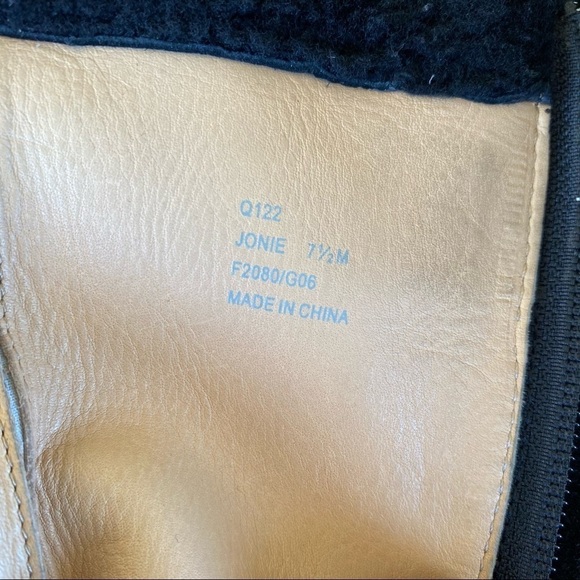 Q122
JONIE 7½M
F2080/G06
MADE IN CHINA